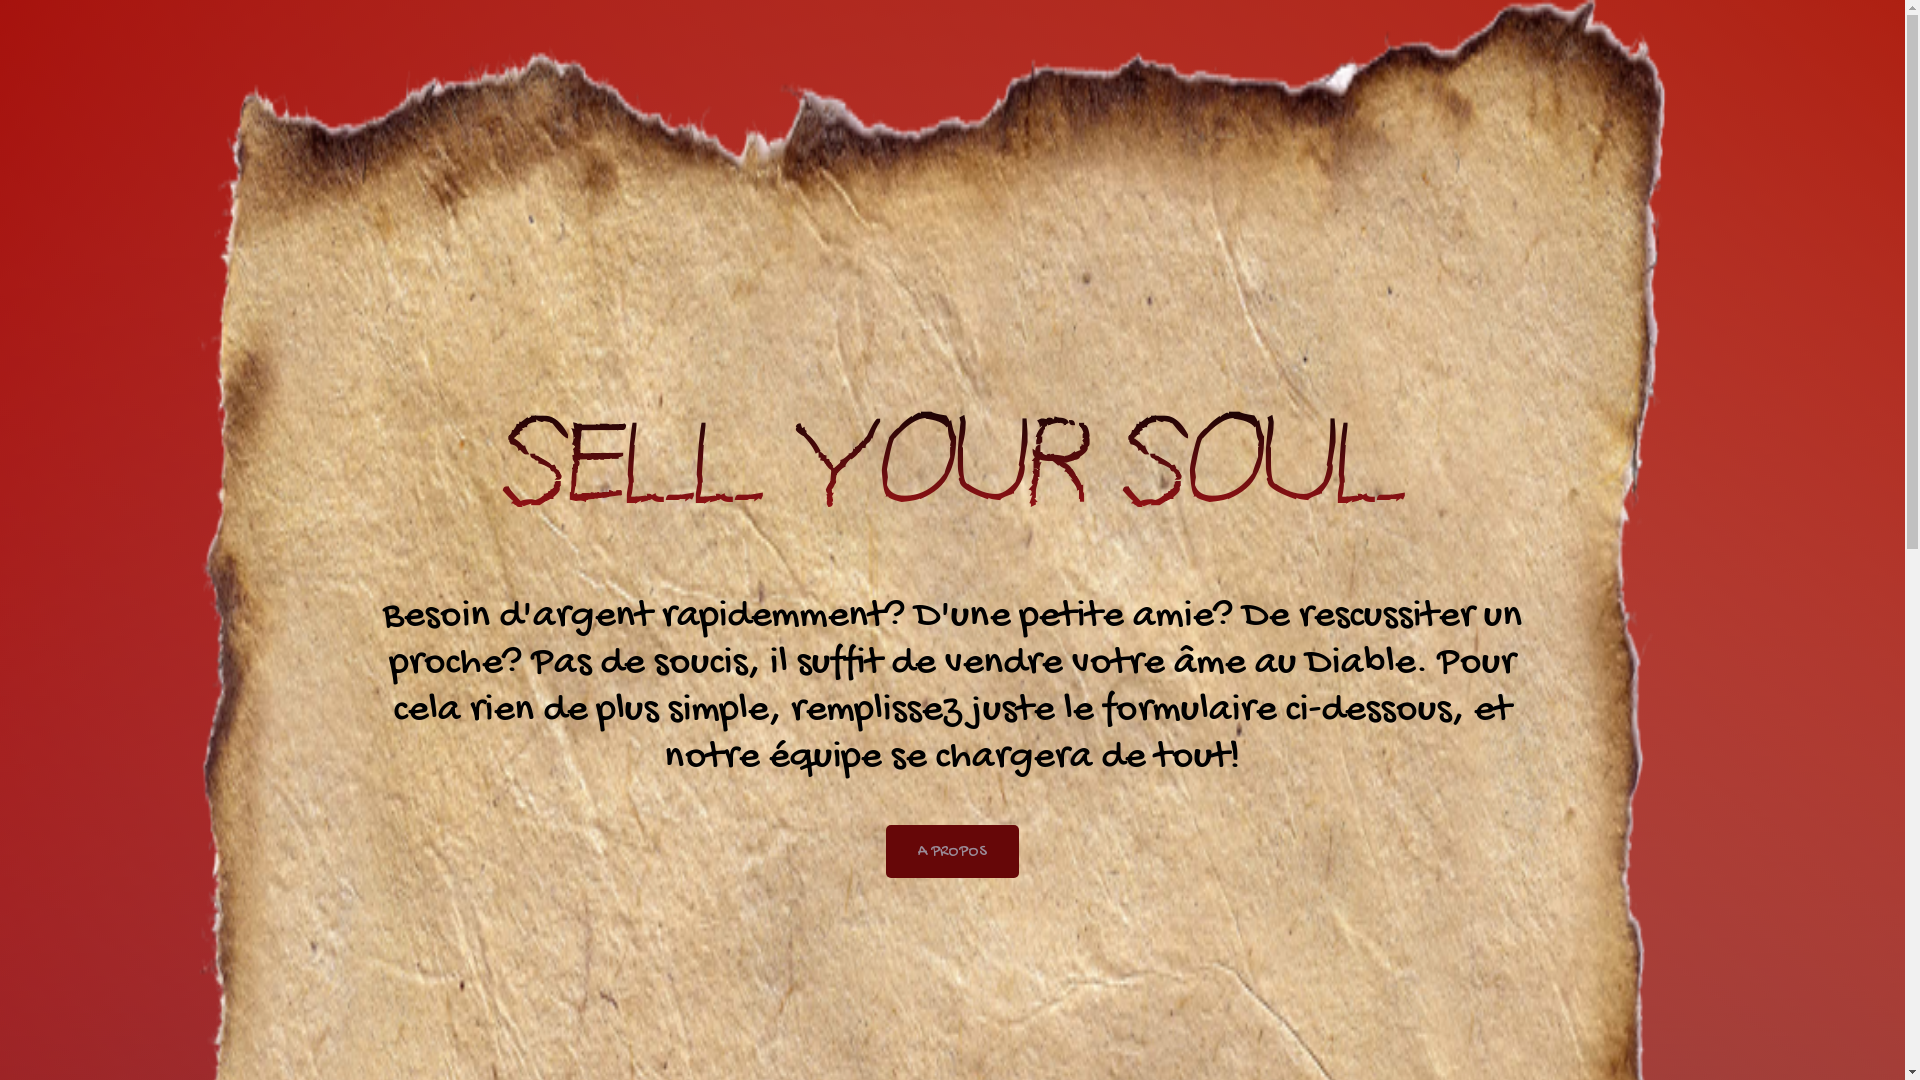 SELL YOUR SOUL
Besoin d'argent rapidemment? D'une petite amie? De rescussiter un
proche? Pas de soucis, il suffit de vendre votre âme au Diable. Pour
cela rien de plus simple, remplissez juste le formulaire ci-dessous, et
notre équipe se chargera de tout!
A PROPOS